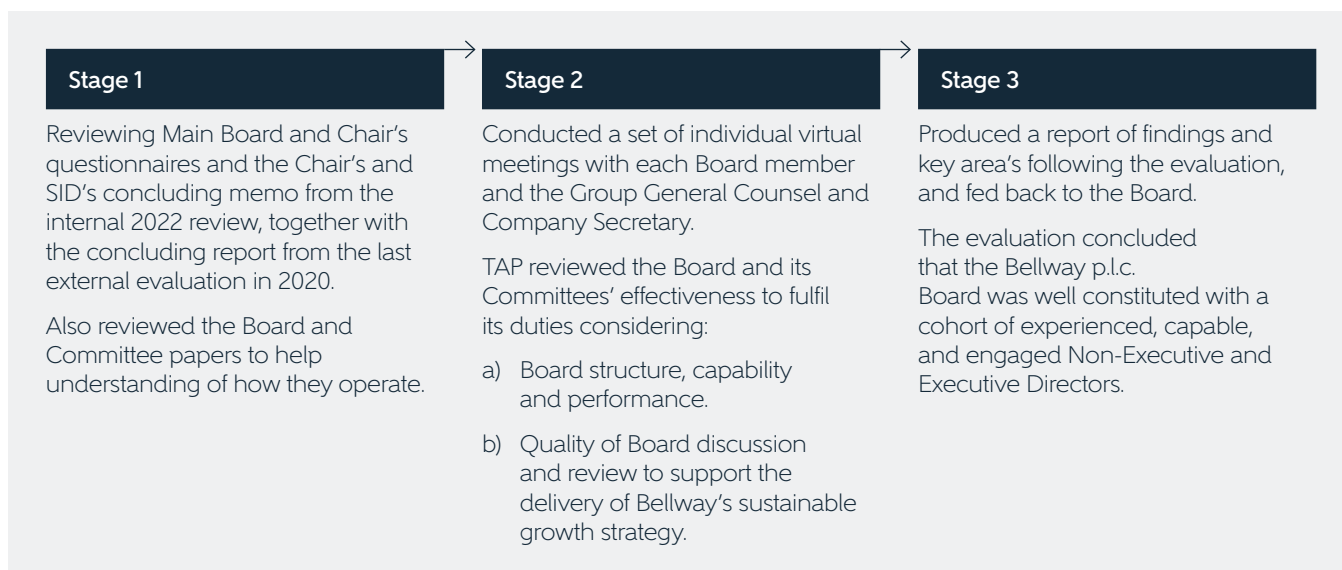 Stage 1
Reviewing Main Board and Chair's
questionnaires and the Chair's and
SID's concluding memo from the
internal 2022 review, together with
the concluding report from the last
external evaluation in 2020.
Also reviewed the Board and
Committee papers to help
understanding of how they operate.
Stage 2
Conducted a set of individual virtual
meetings with each Board member
and the Group General Counsel and
Company Secretary.
TAP reviewed the Board and its
Committees' effectiveness to fulfil
its duties considering:
a) Board structure, capability
and performance.
b) Quality of Board discussion
and review to support the
delivery of Bellway's sustainable
growth strategy.
Stage 3
Produced a report of findings and
key area's following the evaluation,
and fed back to the Board.
The evaluation concluded
that the Bellway p.l.c.
Board was well constituted with a
cohort of experienced, capable,
and engaged Non-Executive and
Executive Directors.